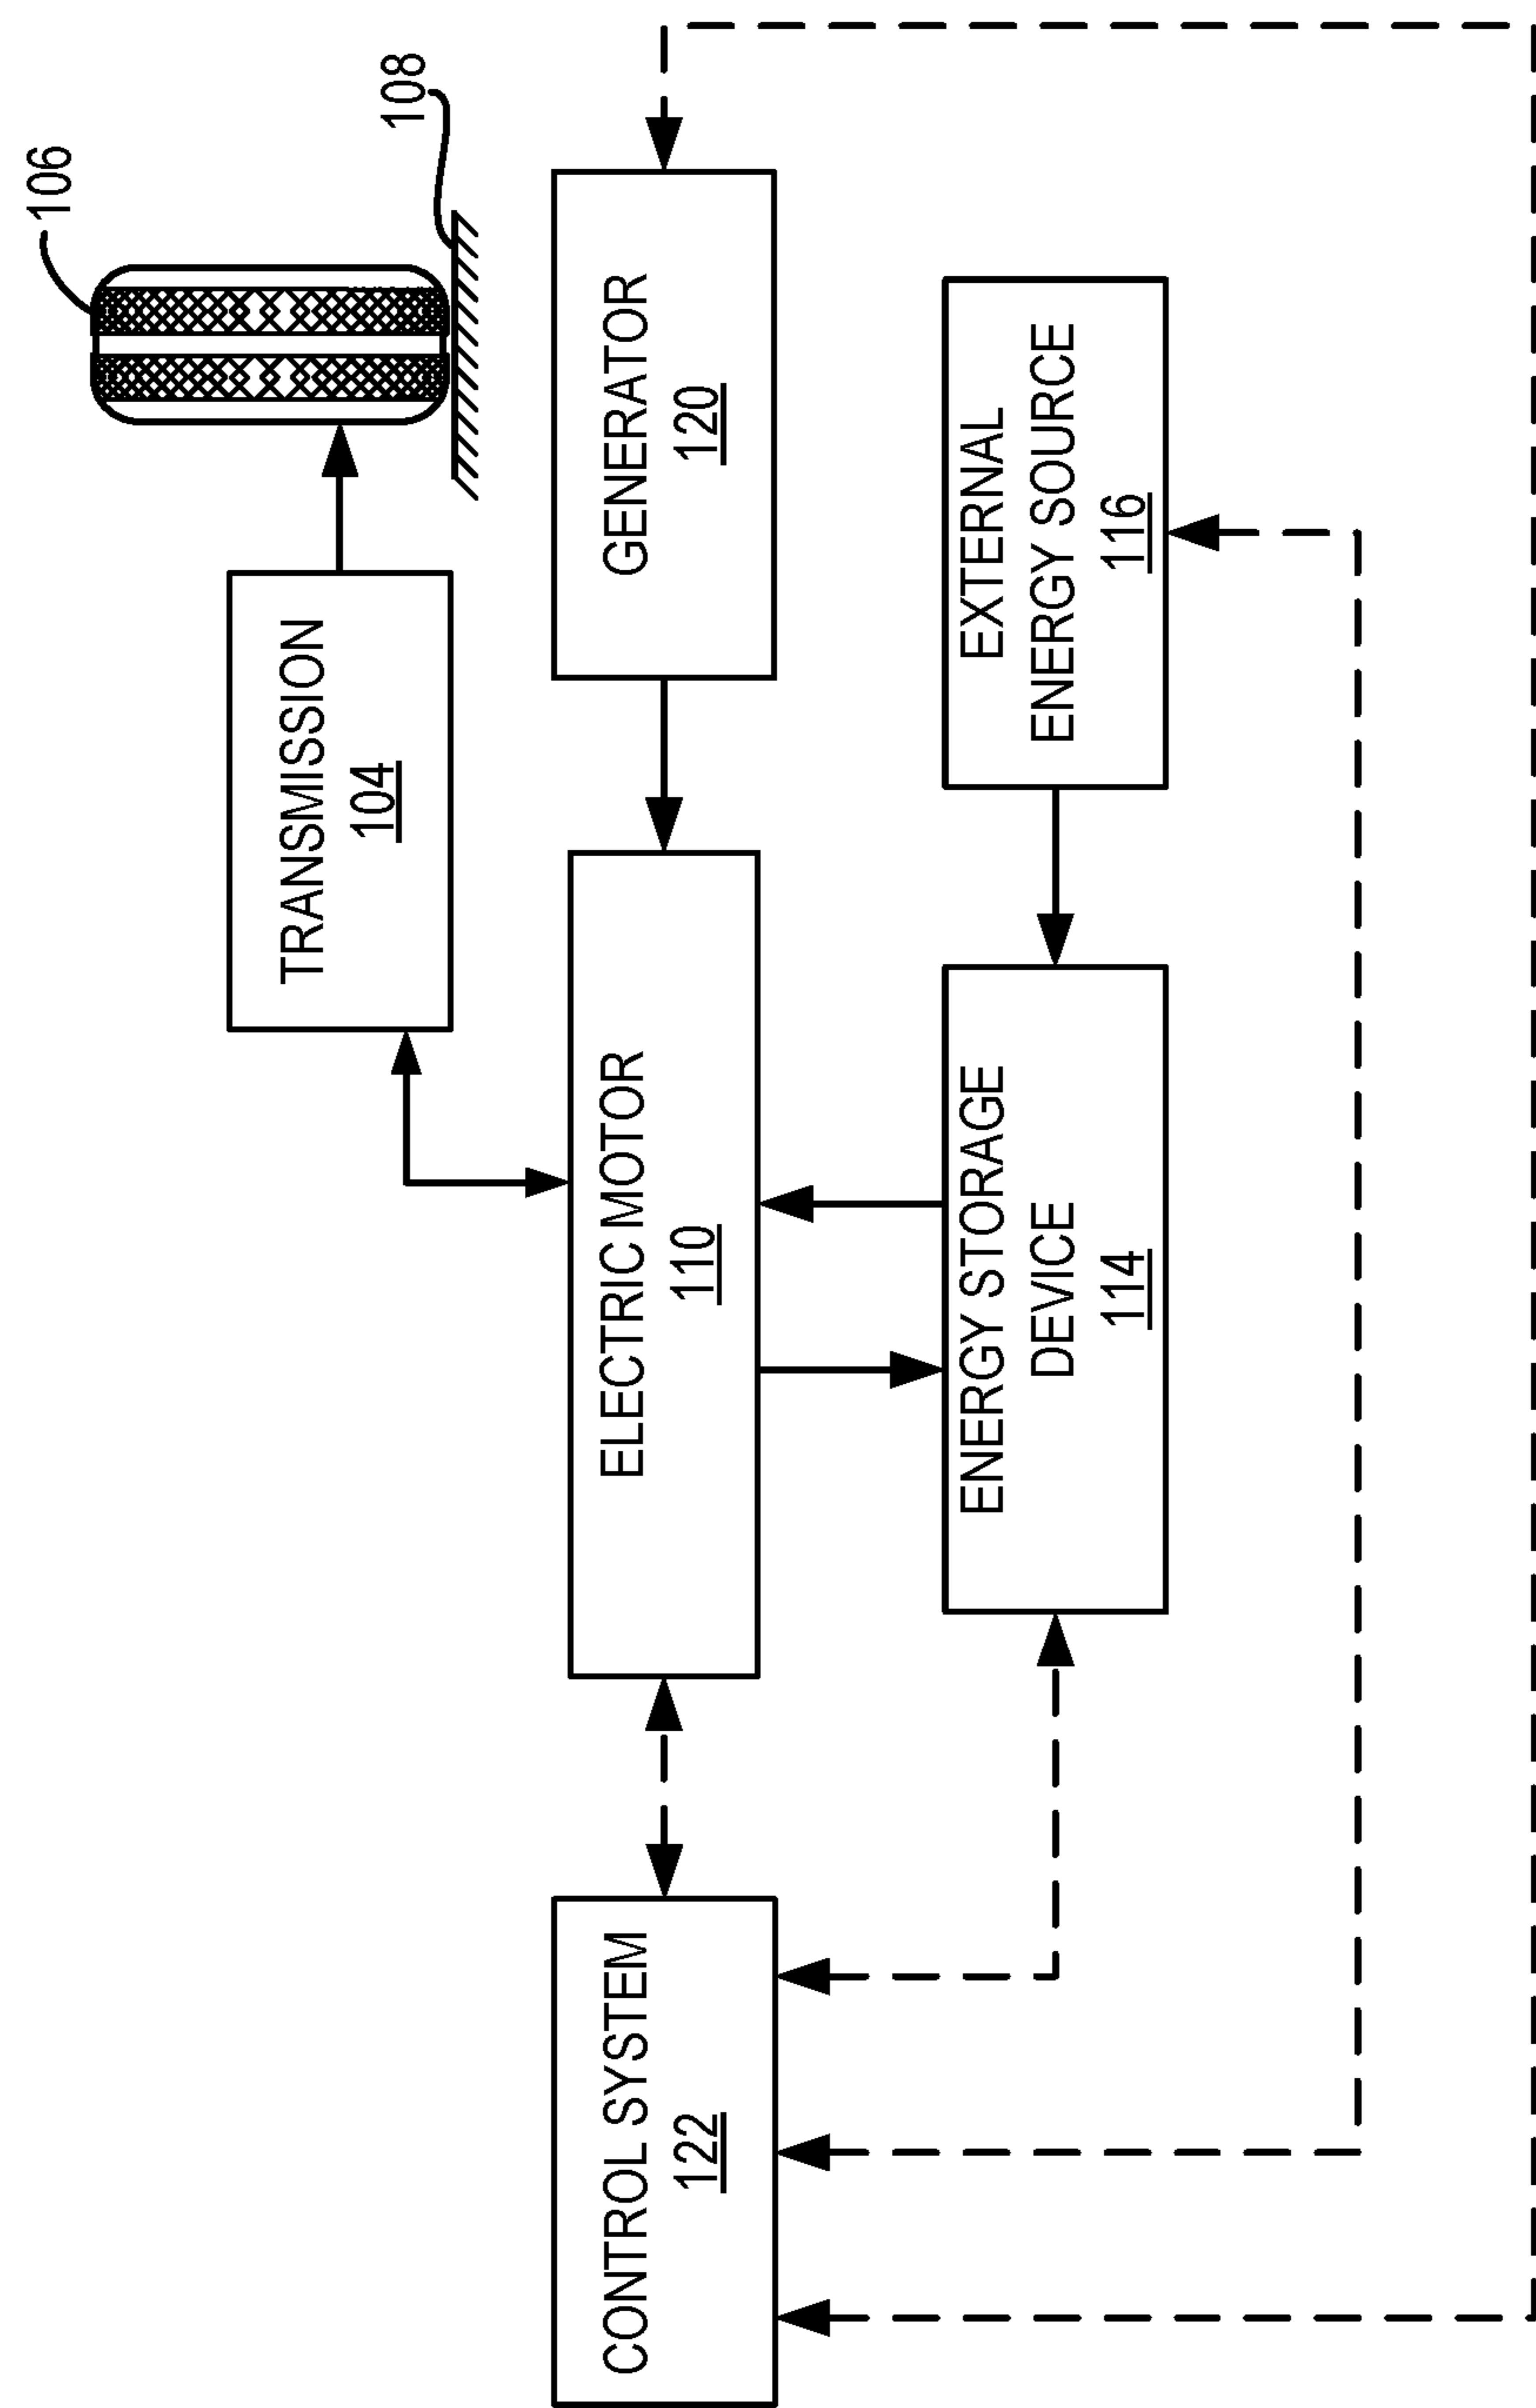 106
108
TRANSMISSION
104
GENERATOR
120
ELECTRIC MOTOR
110
CONTROL SYSTEM
122
EXTERNAL
ENERGY SOURCE
116
ENERGY STORAGE
DEVICE
114